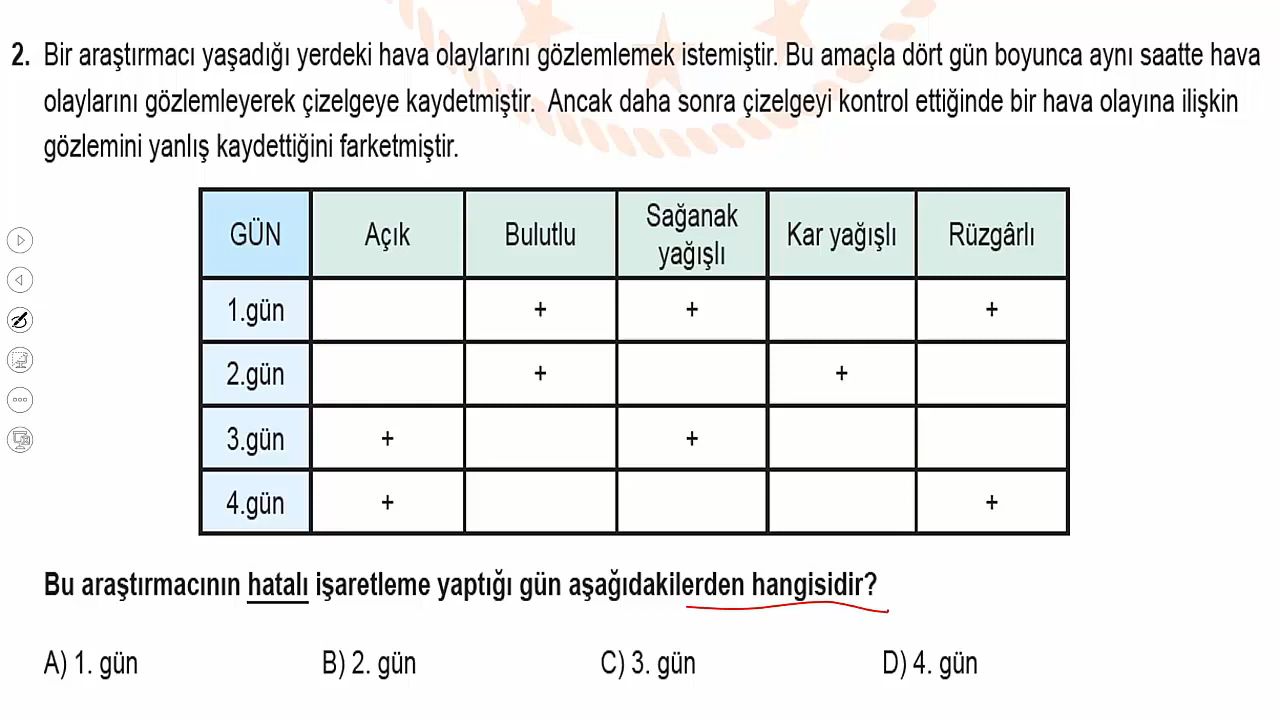 2. Bir araştırmacı yaşadığı yerdeki hava olaylarını gözlemlemek istemiştir. Bu amaçla dört gün boyunca aynı saatte hava
olaylarını gözlemleyerek çizelgeye kaydetmiştir. Ancak daha sonra çizelgeyi kontrol ettiğinde bir hava olayına ilişkin
gözlemini yanlış kaydettiğini farketmiştir.
GÜN Açık Bulutlu Sağanak yağışlı Kar yağışlı Rüzgârlı
1.gün + + +
2.gün + +
3.gün + +
4.gün + +
Bu araştırmacının hatalı işaretleme yaptığı gün aşağıdakilerden hangisidir?
A) 1. gün B) 2. gün C) 3. gün D) 4. gün